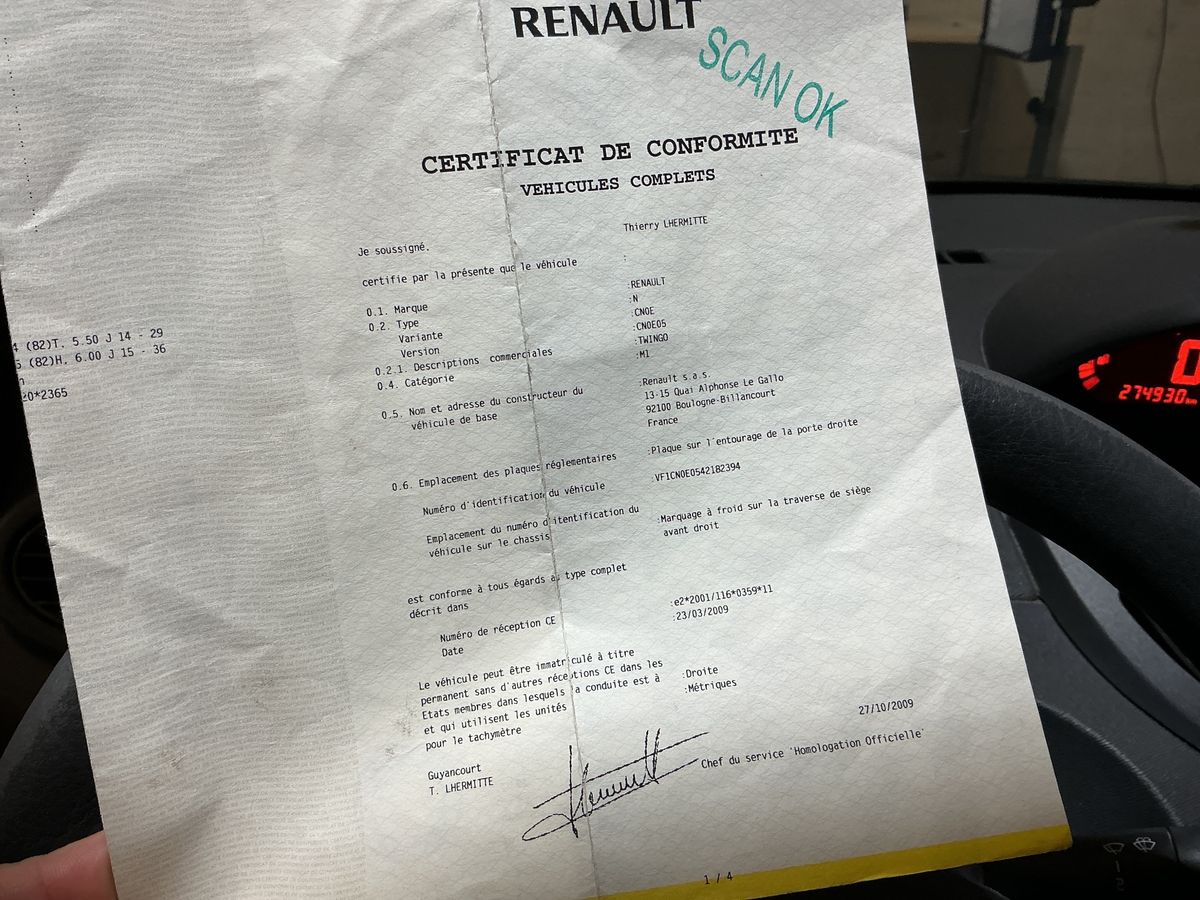 RENAULT
SCAN OK
CERTIFICAT DE CONFORMITE
VEHICULES COMPLETS
Je soussigné. Thierry LHERMITTE
certifie par la présente que le véhicule :
0.1. Marque :RENAULT
0.2. Type :N
Variante :CNOE
Version :CNOE05
0.2.1. Descriptions commerciales :TWINGO
0.4. Catégorie :M1
0.5. Nom et adresse du constructeur du :Renault s.a.s.
véhicule de base 13-15 Quai Alphonse Le Gallo
92100 Boulogne-Billancourt
France
0.6. Emplacement des plaques réglementaires :Plaque sur l'entourage de la porte droite
Numéro d'identification du véhicule :VF1CN0E0542182394
Emplacement du numéro d'itentification du :Marquage à froid sur la traverse de siège
véhicule sur le chassis avant droit
est conforme à tous égards au type complet
décrit dans
Numéro de réception CE :e2*2001/116*0359*11
Date :23/03/2009
Le véhicule peut être immatriculé à titre
permanent sans d'autres réceptions CE dans les
Etats membres dans lesquels la conduite est à :Droite
et qui utilisent les unités :Métriques
pour le tachymètre
27/10/2009
Guyancourt
T. LHERMITTE
Chef du service 'Homologation Officielle'
1 / 4
(82)T. 5.50 J 14 - 29
(82)H. 6.00 J 15 - 36
*2365
0
274930km
1
2